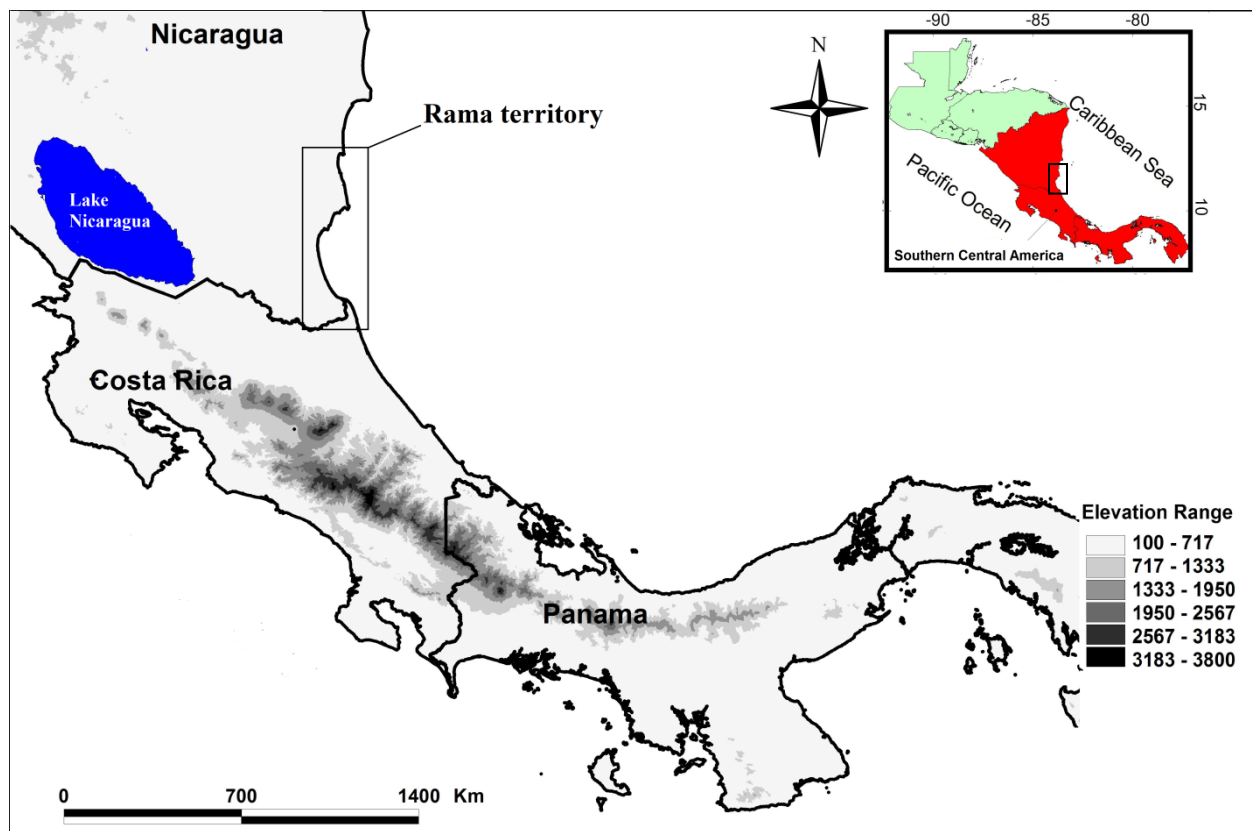 Nicaragua
Rama territory
Lake
Nicaragua
Costa Rica
Panama
N
-90
-85
-80
15
10
Caribbean Sea
Pacific Ocean
Southern Central America
Elevation Range
100 - 717
717 - 1333
1333 - 1950
1950 - 2567
2567 - 3183
3183 - 3800
0 700 1400 Km